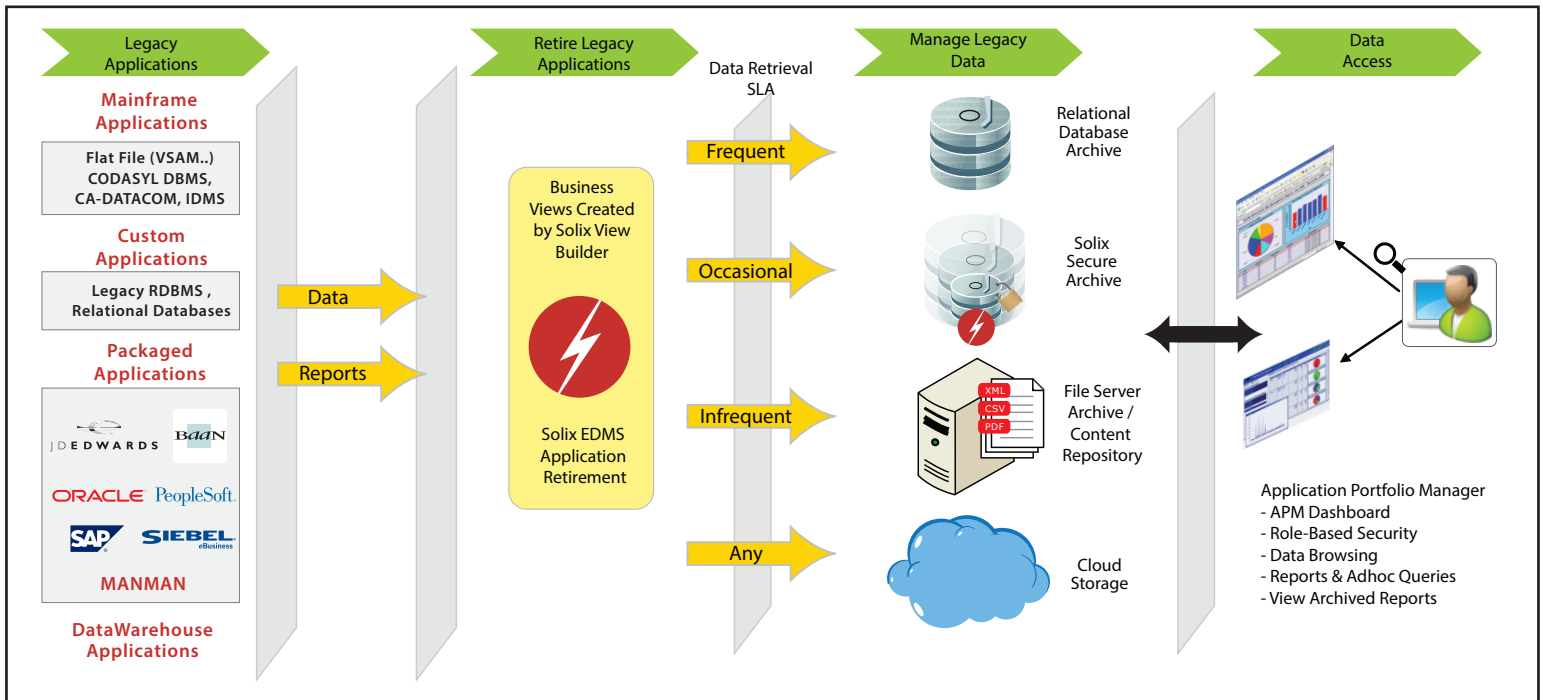 Legacy
Applications
Retire Legacy
Applications
Manage Legacy
Data
Data
Access
Mainframe
Applications
Flat File (VSAM..)
CODASYL DBMS,
CA-DATACOM, IDMS
Custom
Applications
Legacy RDBMS ,
Relational Databases
Packaged
Applications
JDEDWARDS
Baan
ORACLE
PeopleSoft.
SAP
SIEBEL
eBusiness
MANMAN
DataWarehouse
Applications
Data
Reports
Business
Views Created
by Solix View
Builder
Solix EDMS
Application
Retirement
Data Retrieval
SLA
Frequent
Occasional
Infrequent
Any
Relational
Database
Archive
Solix
Secure
Archive
XML
CSV
PDF
File Server
Archive /
Content
Repository
Cloud
Storage
Application Portfolio Manager
- APM Dashboard
- Role-Based Security
- Data Browsing
- Reports & Adhoc Queries
- View Archived Reports